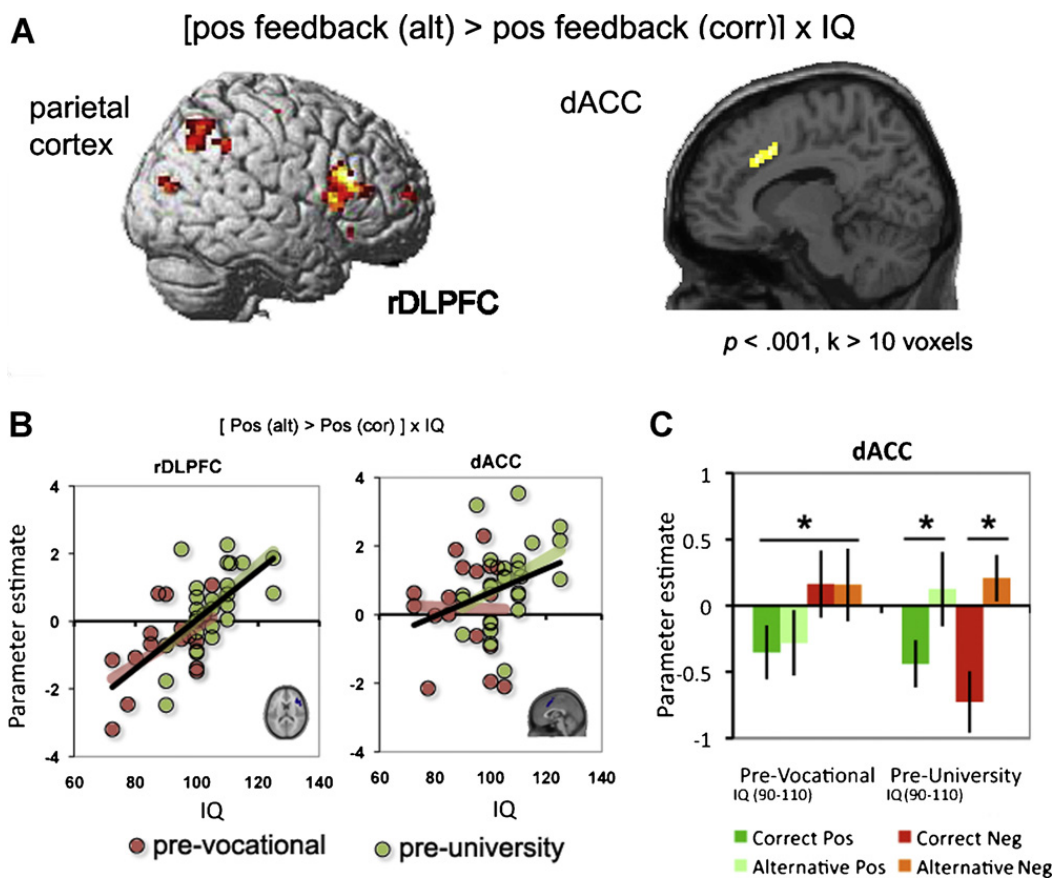 A
[pos feedback (alt) > pos feedback (corr)] x IQ
parietal
cortex
rDLPFC
dACC
p < .001, k > 10 voxels
B
[ Pos (alt) > Pos (cor) ] x IQ
rDLPFC
Parameter estimate
4
2
0
-2
-4
60 80 100 120 140
IQ
dACC
4
2
0
-2
-4
60 80 100 120 140
IQ
pre-vocational
pre-university
C
dACC
Parameter estimate
1
0.5
0
-0.5
-1
*
*
*
Pre-Vocational
IQ (90-110)
Pre-University
IQ (90-110)
Correct Pos
Correct Neg
Alternative Pos
Alternative Neg